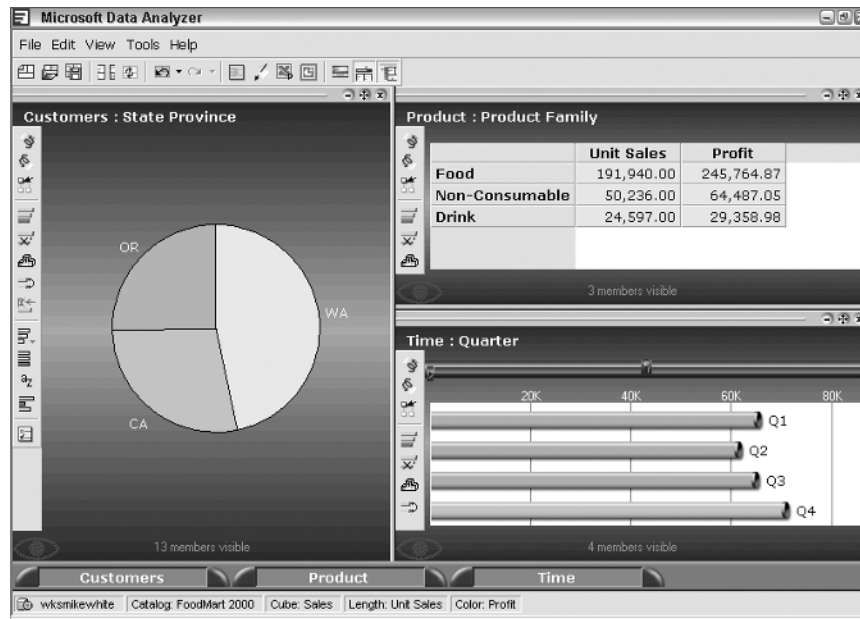 Microsoft Data Analyzer
File Edit View Tools Help
Customers : State Province
OR
WA
CA
13 members visible
Product : Product Family
Unit Sales Profit
Food 191,940.00 245,764.87
Non-Consumable 50,236.00 64,487.05
Drink 24,597.00 29,358.98
3 members visible
Time : Quarter
20K 40K 60K 80K
Q1
Q2
Q3
Q4
4 members visible
Customers Product Time
wksmikewhite Catalog: FoodMart 2000 Cube: Sales Length: Unit Sales Color: Profit